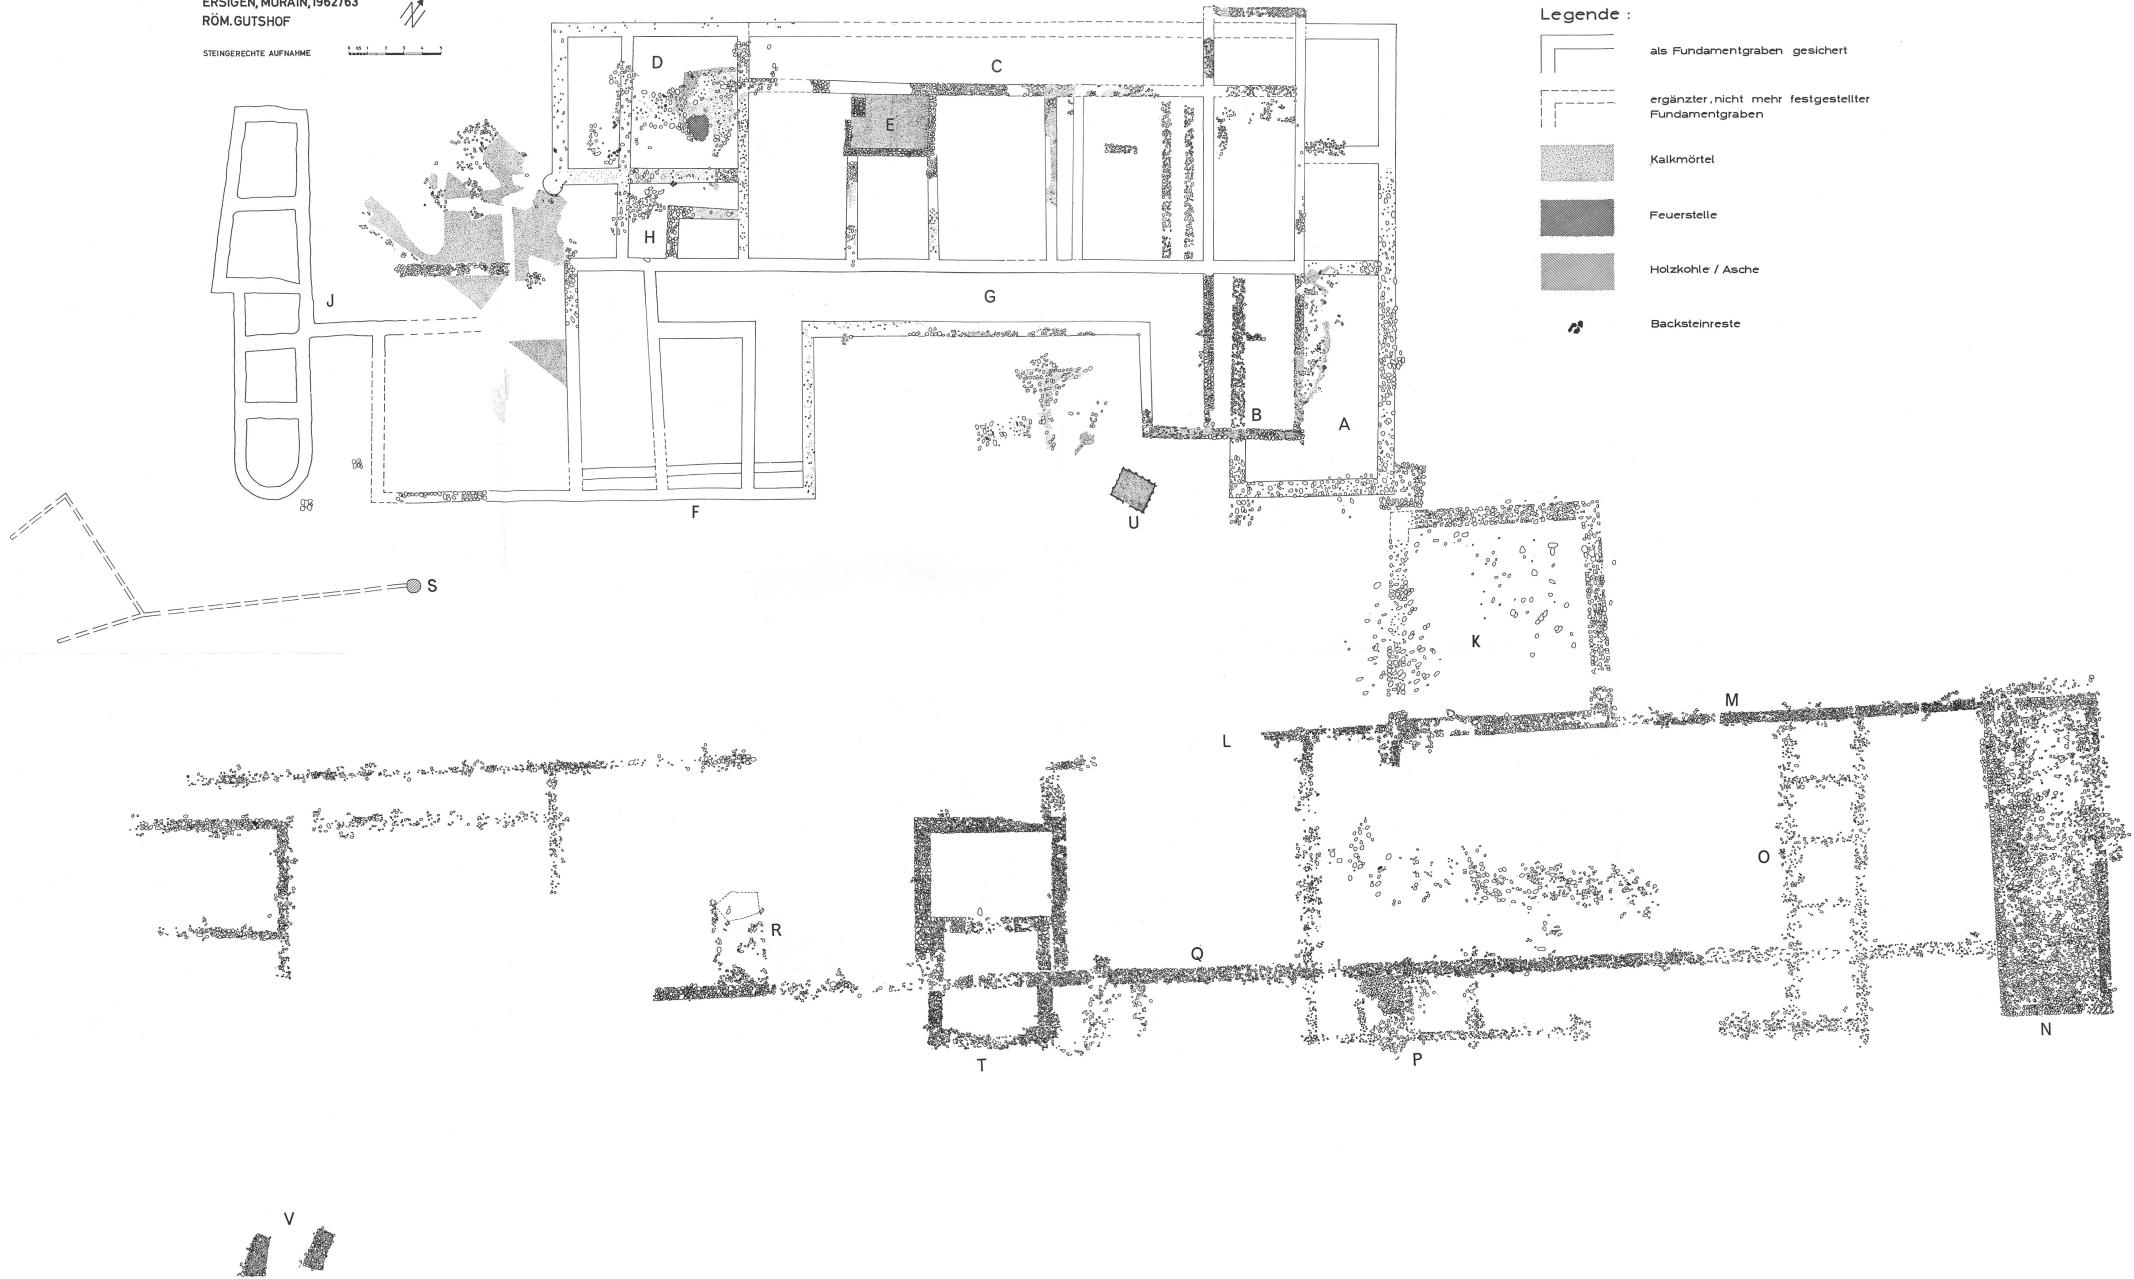 ERSIGEN, MURAIN, 1962/63
RÖM. GUTSHOF
STEINGERECHTE AUFNAHME
Legende :
als Fundamentgraben gesichert
ergänzter, nicht mehr festgestellter
Fundamentgraben
Kalkmörtel
Feuerstelle
Holzkohle / Asche
Backsteinreste
D
C
E
H
J
G
B
A
F
U
S
K
M
L
O
R
Q
T
P
N
V